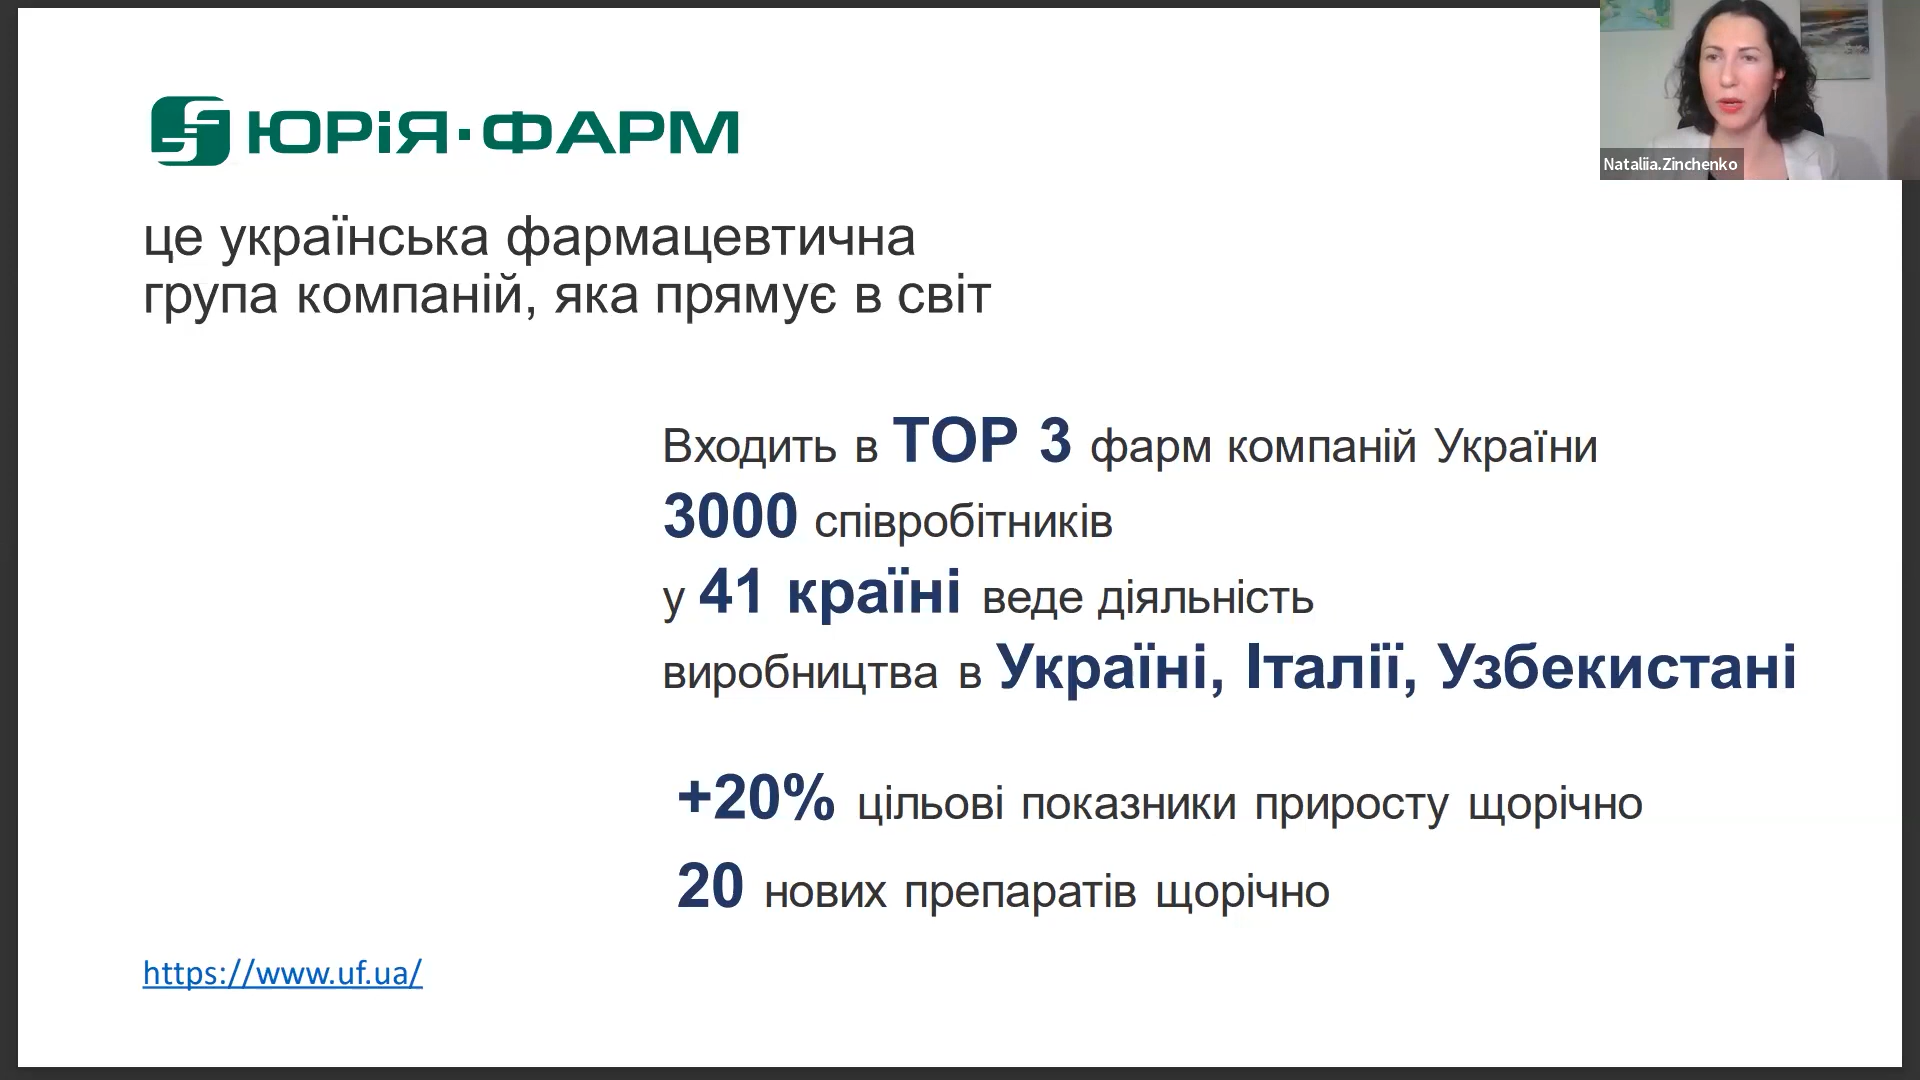 ЮРіЯ·ФАРМ
Nataliia.Zinchenko
це українська фармацевтична
група компаній, яка прямує в світ
Входить в TOP 3 фарм компаній України
3000 співробітників
у 41 країні веде діяльність
виробництва в Україні, Італії, Узбекистані
+20% цільові показники приросту щорічно
20 нових препаратів щорічно
https://www.uf.ua/